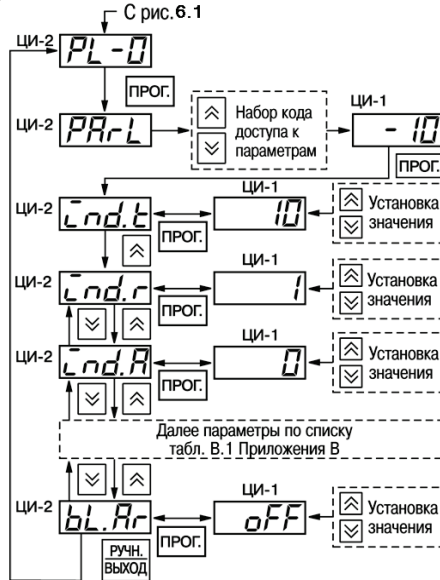 С рис.6.1
ЦИ-2 PL-0
ПРОГ.
ЦИ-1
ЦИ-2 PArL
Набор кода
доступа к
параметрам
- 10
ПРОГ.
ЦИ-1
ЦИ-2 ind.t
ПРОГ.
10
Установка
значения
ЦИ-1
ЦИ-2 ind.r
ПРОГ.
1
Установка
значения
ЦИ-1
ЦИ-2 ind.A
ПРОГ.
0
Установка
значения
Далее параметры по списку
табл. В.1 Приложения В
ЦИ-1
ЦИ-2 bL.Ar
ПРОГ.
oFF
Установка
значения
РУЧН.
ВЫХОД